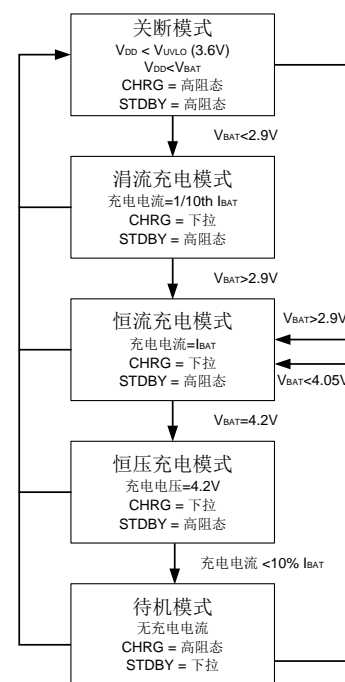 关断模式
VDD < VUVLO (3.6V)
VDD<VBAT
CHRG = 高阻态
STDBY = 高阻态
VBAT<2.9V
涓流充电模式
充电电流=1/10th IBAT
CHRG = 下拉
STDBY = 高阻态
VBAT>2.9V
恒流充电模式
充电电流=IBAT
CHRG = 下拉
STDBY = 高阻态
VBAT>2.9V
VBAT<4.05V
VBAT=4.2V
恒压充电模式
充电电压=4.2V
CHRG = 下拉
STDBY = 高阻态
充电电流 <10% IBAT
待机模式
无充电电流
CHRG = 高阻态
STDBY = 下拉